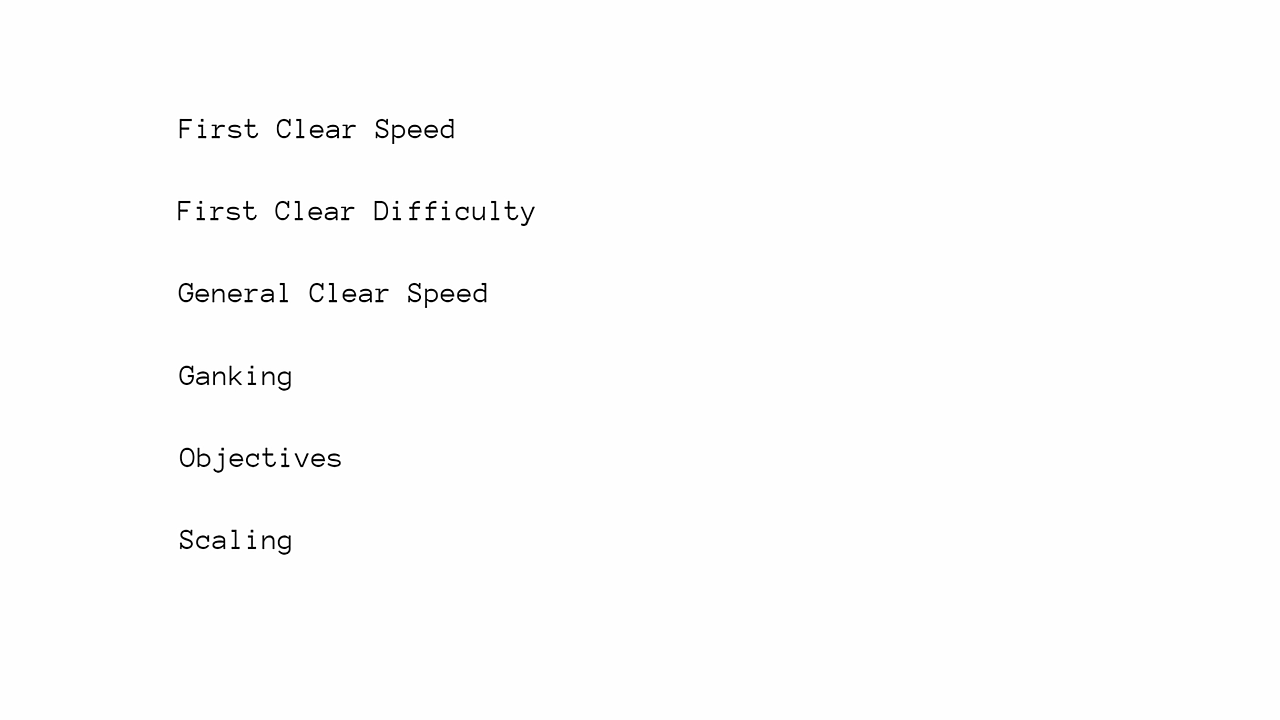 First Clear Speed
First Clear Difficulty
General Clear Speed
Ganking
Objectives
Scaling